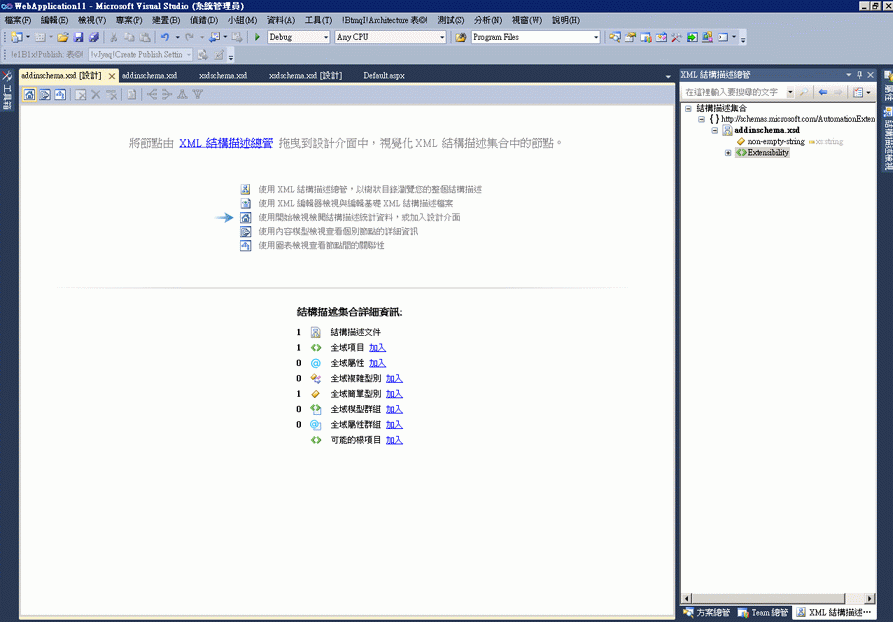 WebApplication11 - Microsoft Visual Studio (系統管理員)
檔案(F) 編輯(E) 檢視(V) 專案(P) 建置(B) 偵錯(D) 小組(M) 資料(A) 工具(T) !Btmql!Architecture 表㊣! 測試(S) 分析(N) 視窗(W) 說明(H)
Debug Any CPU Program Files
Publish: !vJyaq!Create Publish Settin
addinschema.xsd [設計] addinschema.xsd xsdschema.xsd xsdschema.xsd [設計] Default.aspx
工具箱
將節點由 XML 結構描述總管 拖曳到設計介面中，視覺化 XML 結構描述集合中的節點。
使用 XML 結構描述總管，以樹狀目錄瀏覽您的整個結構描述
使用 XML 編輯器檢視與編輯基礎 XML 結構描述檔案
使用開始檢視檢閱結構描述統計資料，或加入設計介面
使用內容模型檢視查看個別節點的詳細資訊
使用圖表檢視查看節點間的關聯性
結構描述集合詳細資訊:
1 結構描述文件
1 全域項目 加入
0 全域屬性 加入
0 全域複雜型別 加入
1 全域簡單型別 加入
0 全域模型群組 加入
0 全域屬性群組 加入
可能的根項目 加入
XML 結構描述總管
在這裡輸入要搜尋的文字
結構描述集合
{ } http://schemas.microsoft.com/AutomationExten
addinschema.xsd
non-empty-string xs:string
Extensibility
方案總管 Team 總管 XML 結構描述…
屬性
結構描述檢視